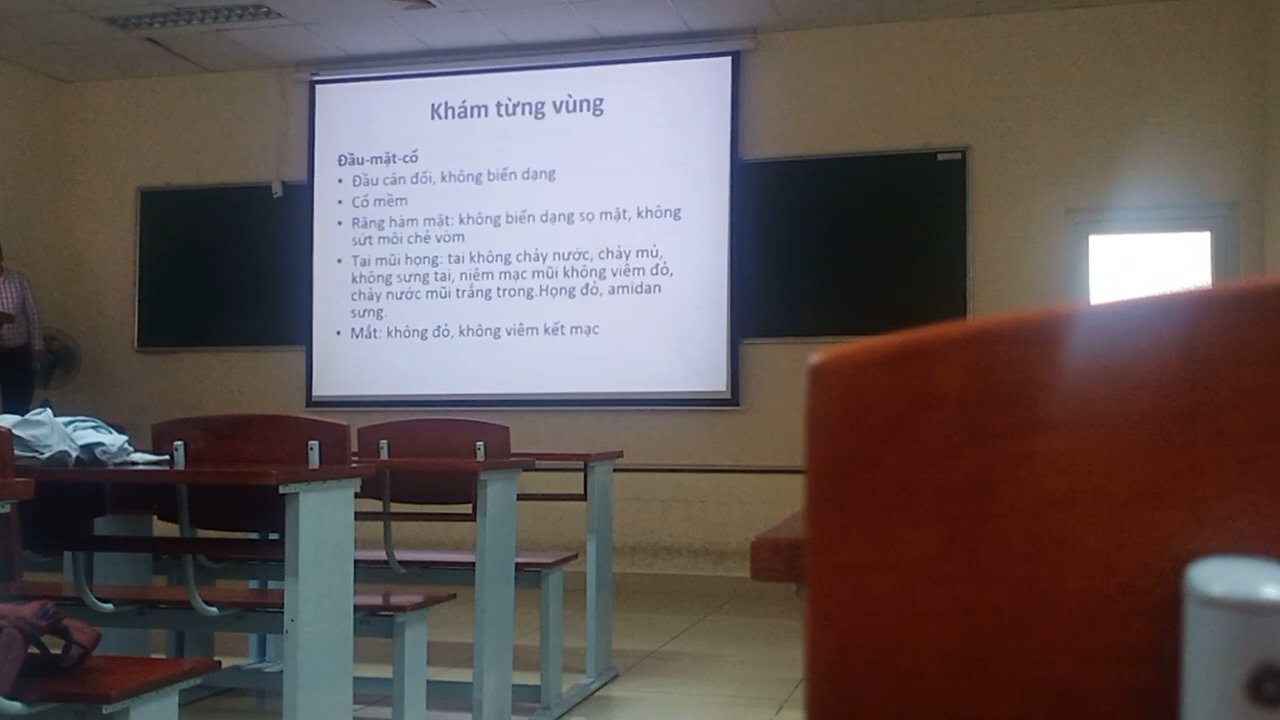 Khám từng vùng
Đầu-mặt-cổ
• Đầu cân đối, không biến dạng
• Cổ mềm
• Răng hàm mặt: không biến dạng sọ mặt, không
sứt môi chẻ vòm
• Tai mũi họng: tai không chảy nước, chảy mủ,
không sưng tai, niêm mạc mũi không viêm đỏ,
chảy nước mũi trắng trong.Họng đỏ, amidan
sưng.
• Mắt: không đỏ, không viêm kết mạc